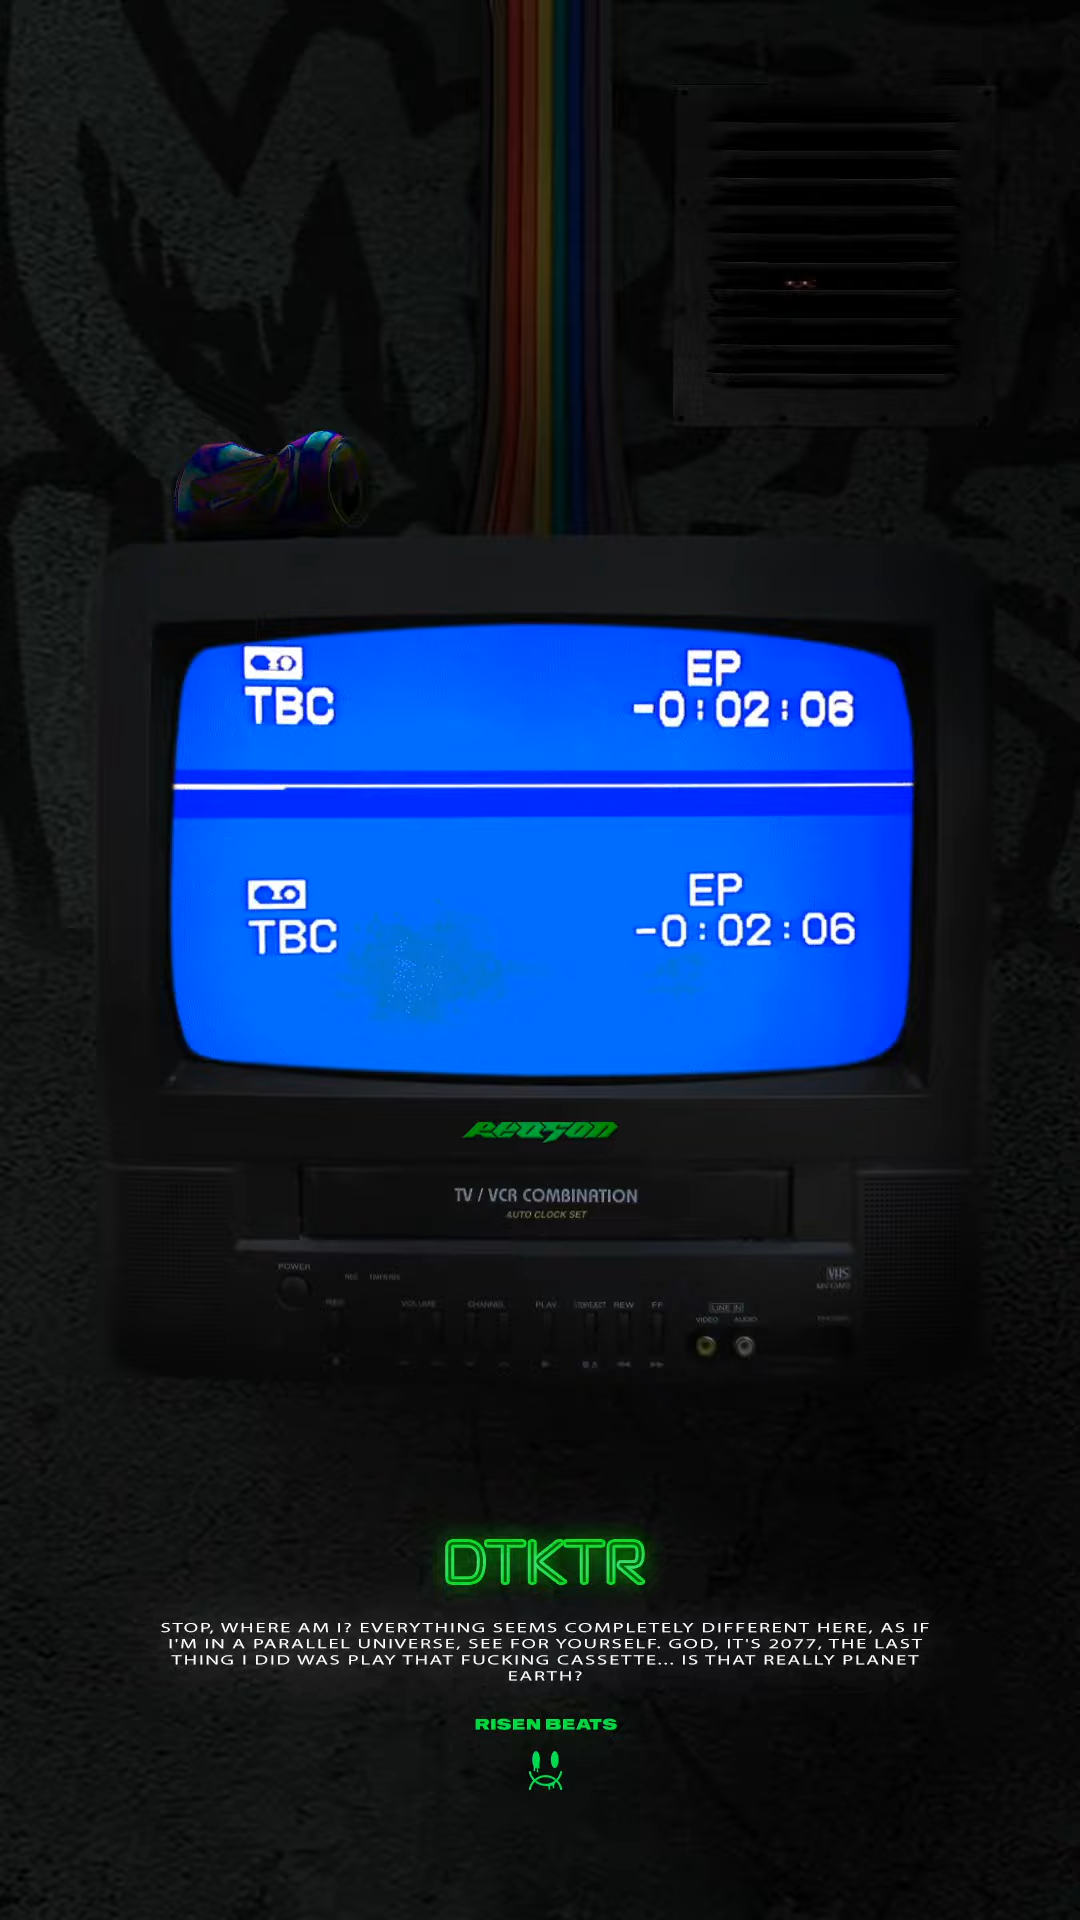 EP
TBC
-0:02:06
EP
TBC
-0:02:06
REASON
TV / VCR COMBINATION
AUTO CLOCK SET
POWER
REC
VHS
VOLUME
CHANNEL
PLAY
STOP/EJECT
REW
FF
LINE IN
VIDEO
AUDIO
DTKTR
STOP, WHERE AM I? EVERYTHING SEEMS COMPLETELY DIFFERENT HERE, AS IF
I'M IN A PARALLEL UNIVERSE, SEE FOR YOURSELF. GOD, IT'S 2077, THE LAST
THING I DID WAS PLAY THAT FUCKING CASSETTE... IS THAT REALLY PLANET
EARTH?
RISEN BEATS